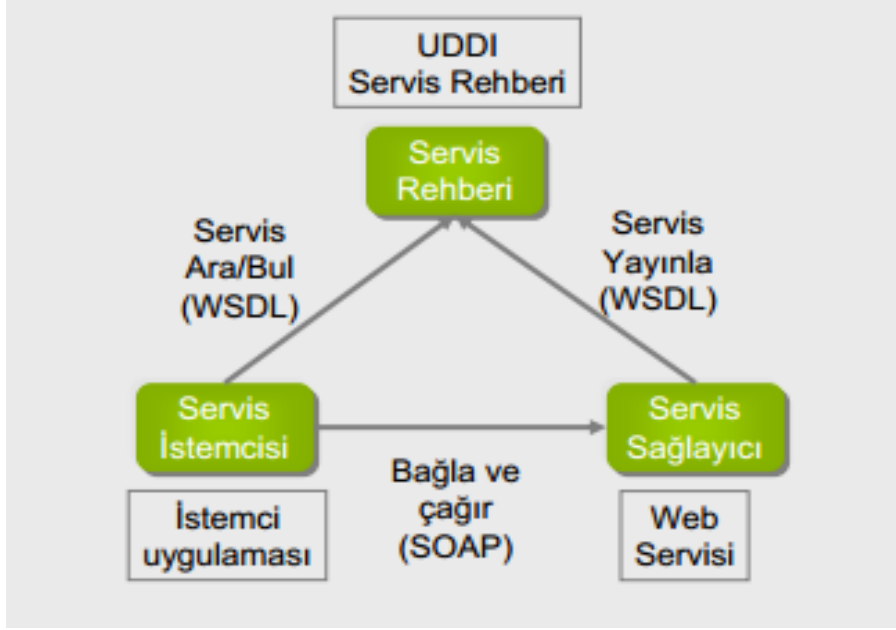 UDDI
Servis Rehberi
Servis
Rehberi
Servis
Ara/Bul
(WSDL)
Servis
Yayınla
(WSDL)
Servis
İstemcisi
Servis
Sağlayıcı
Bağla ve
çağır
(SOAP)
İstemci
uygulaması
Web
Servisi